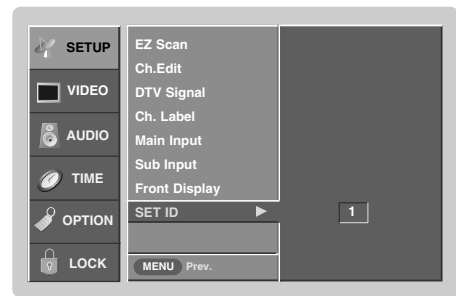 SETUP
VIDEO
AUDIO
TIME
OPTION
LOCK
EZ Scan
Ch.Edit
DTV Signal
Ch. Label
Main Input
Sub Input
Front Display
SET ID ▶ 1
MENU Prev.